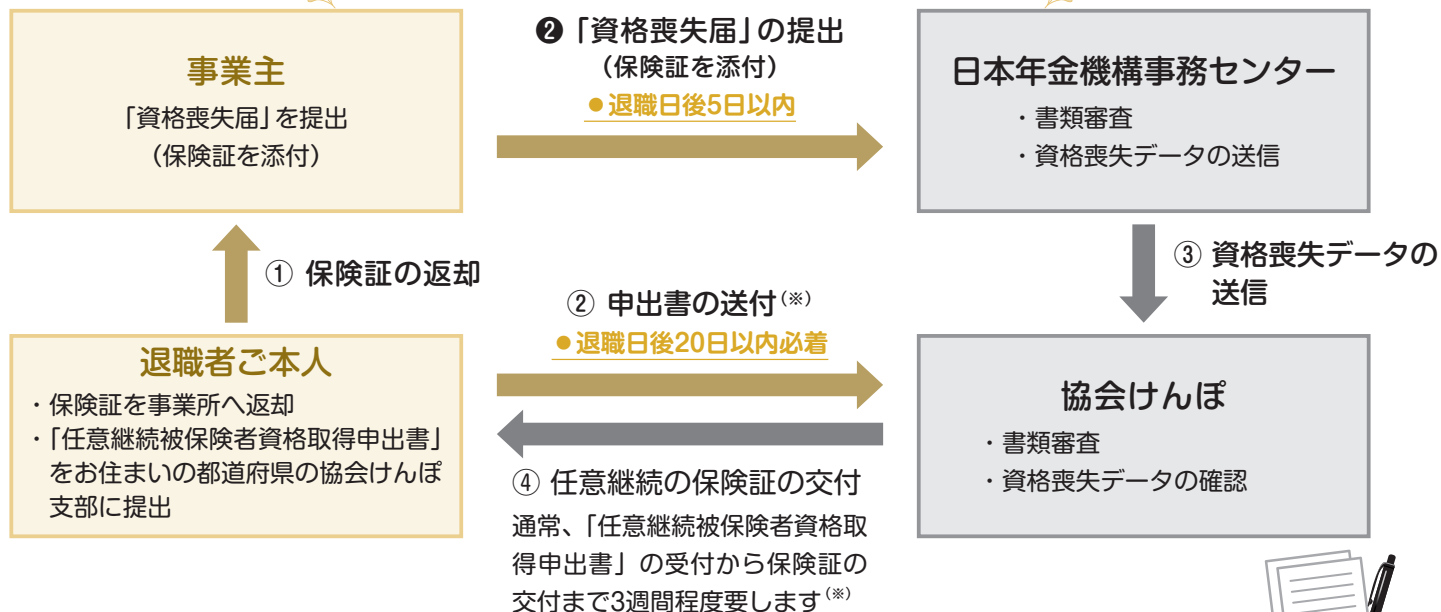 事業主
「資格喪失届」を提出
（保険証を添付）
❷「資格喪失届」の提出
（保険証を添付）
●退職日後5日以内
日本年金機構事務センター
・書類審査
・資格喪失データの送信
① 保険証の返却
③ 資格喪失データの
送信
② 申出書の送付(※)
●退職日後20日以内必着
退職者ご本人
・保険証を事業所へ返却
・「任意継続被保険者資格取得申出書」
をお住まいの都道府県の協会けんぽ
支部に提出
協会けんぽ
・書類審査
・資格喪失データの確認
④ 任意継続の保険証の交付
通常、「任意継続被保険者資格取
得申出書」の受付から保険証の
交付まで3週間程度要します(※)